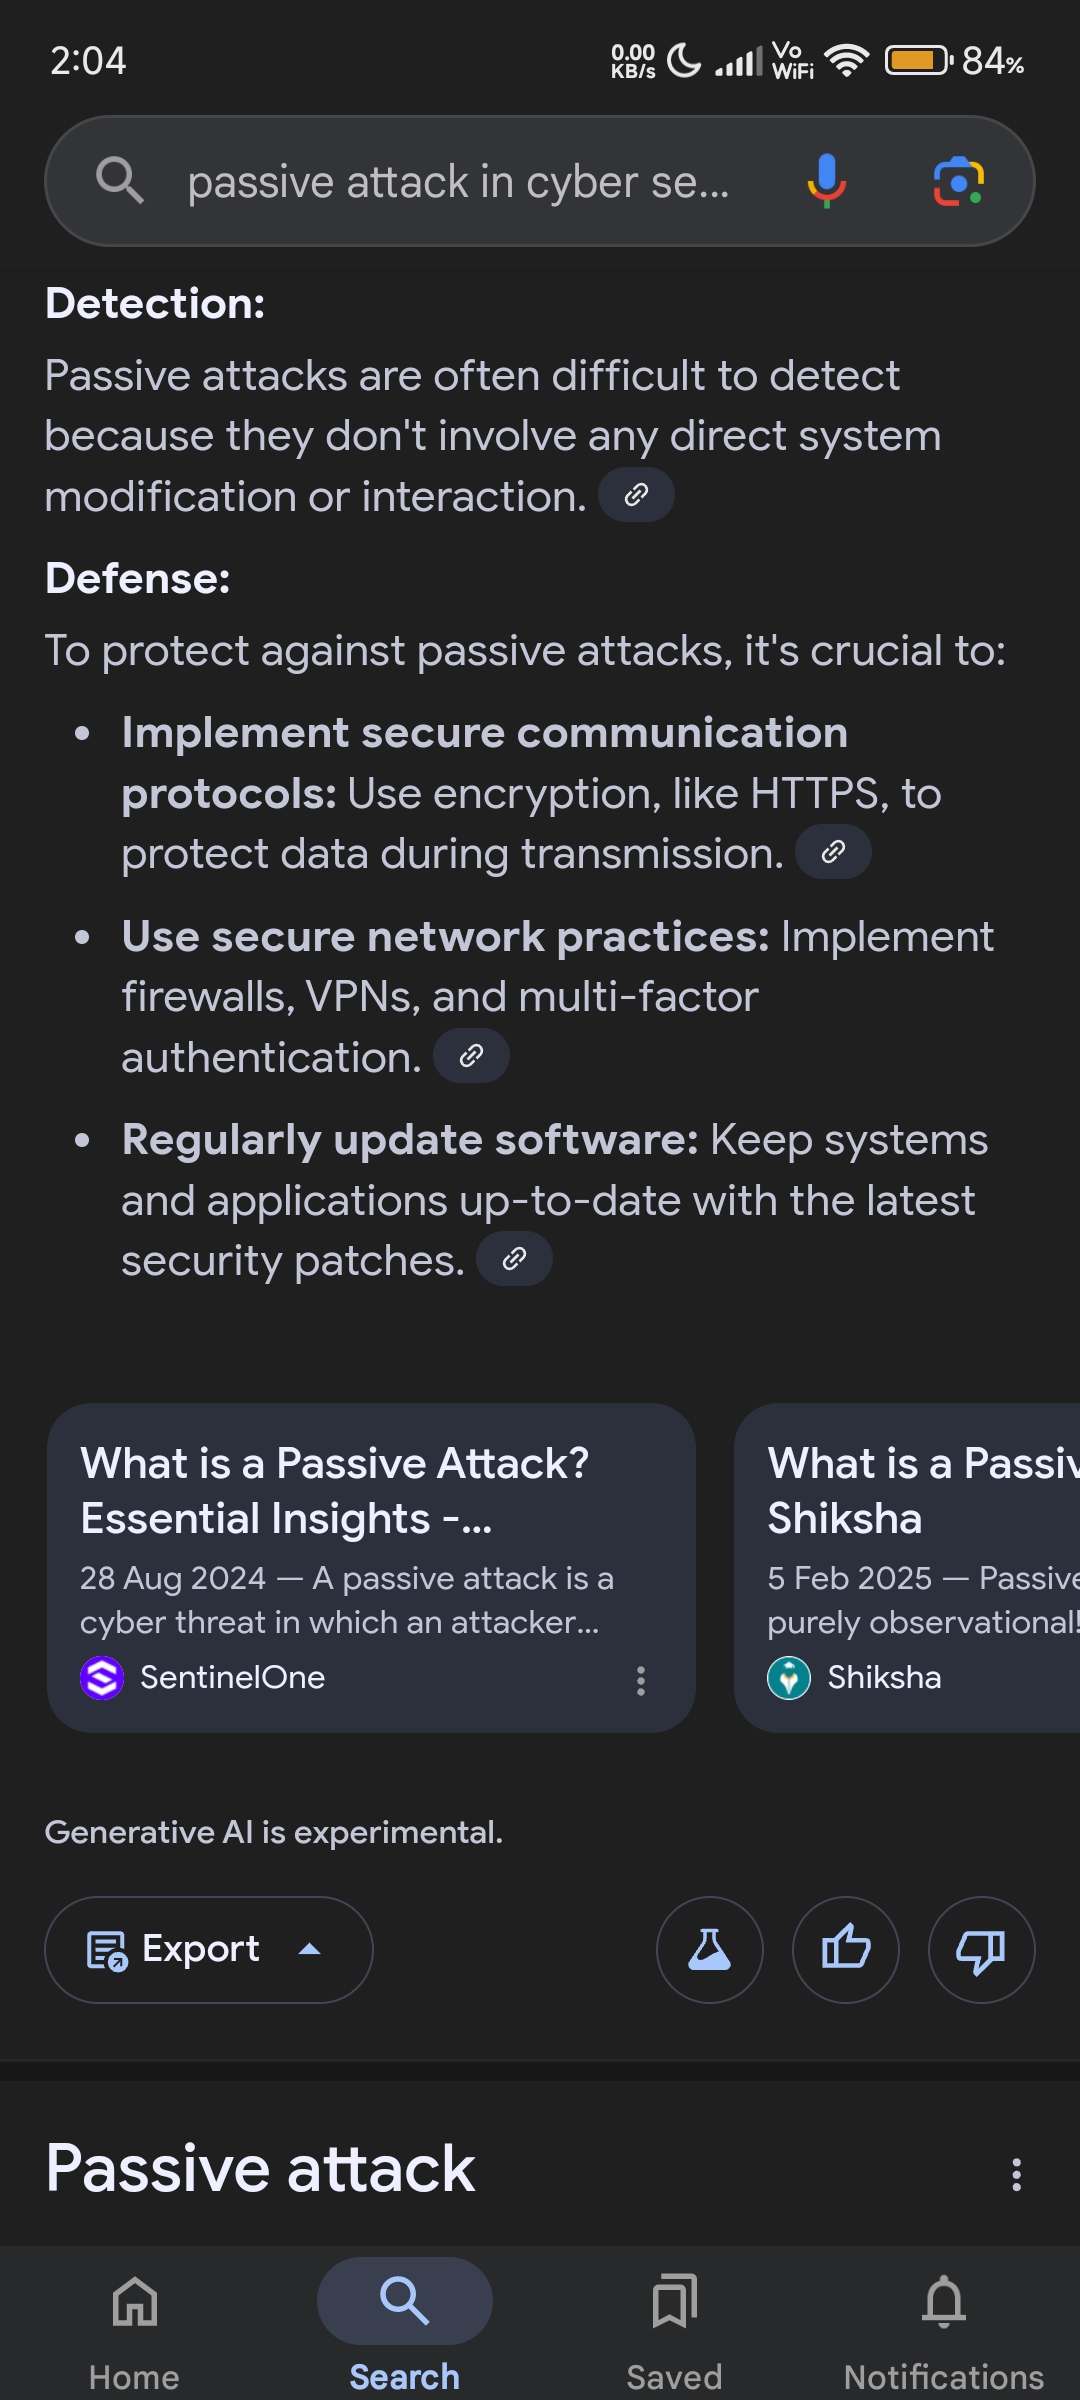 2:04
0.00 KB/s Vo WiFi 84%
passive attack in cyber se...
Detection:
Passive attacks are often difficult to detect
because they don't involve any direct system
modification or interaction.
Defense:
To protect against passive attacks, it's crucial to:
• Implement secure communication
protocols: Use encryption, like HTTPS, to
protect data during transmission.
• Use secure network practices: Implement
firewalls, VPNs, and multi-factor
authentication.
• Regularly update software: Keep systems
and applications up-to-date with the latest
security patches.
What is a Passive Attack?
Essential Insights -...
28 Aug 2024 — A passive attack is a
cyber threat in which an attacker...
SentinelOne
What is a Passiv
Shiksha
5 Feb 2025 — Passive
purely observational!
Shiksha
Generative AI is experimental.
Export
Passive attack
Home Search Saved Notifications